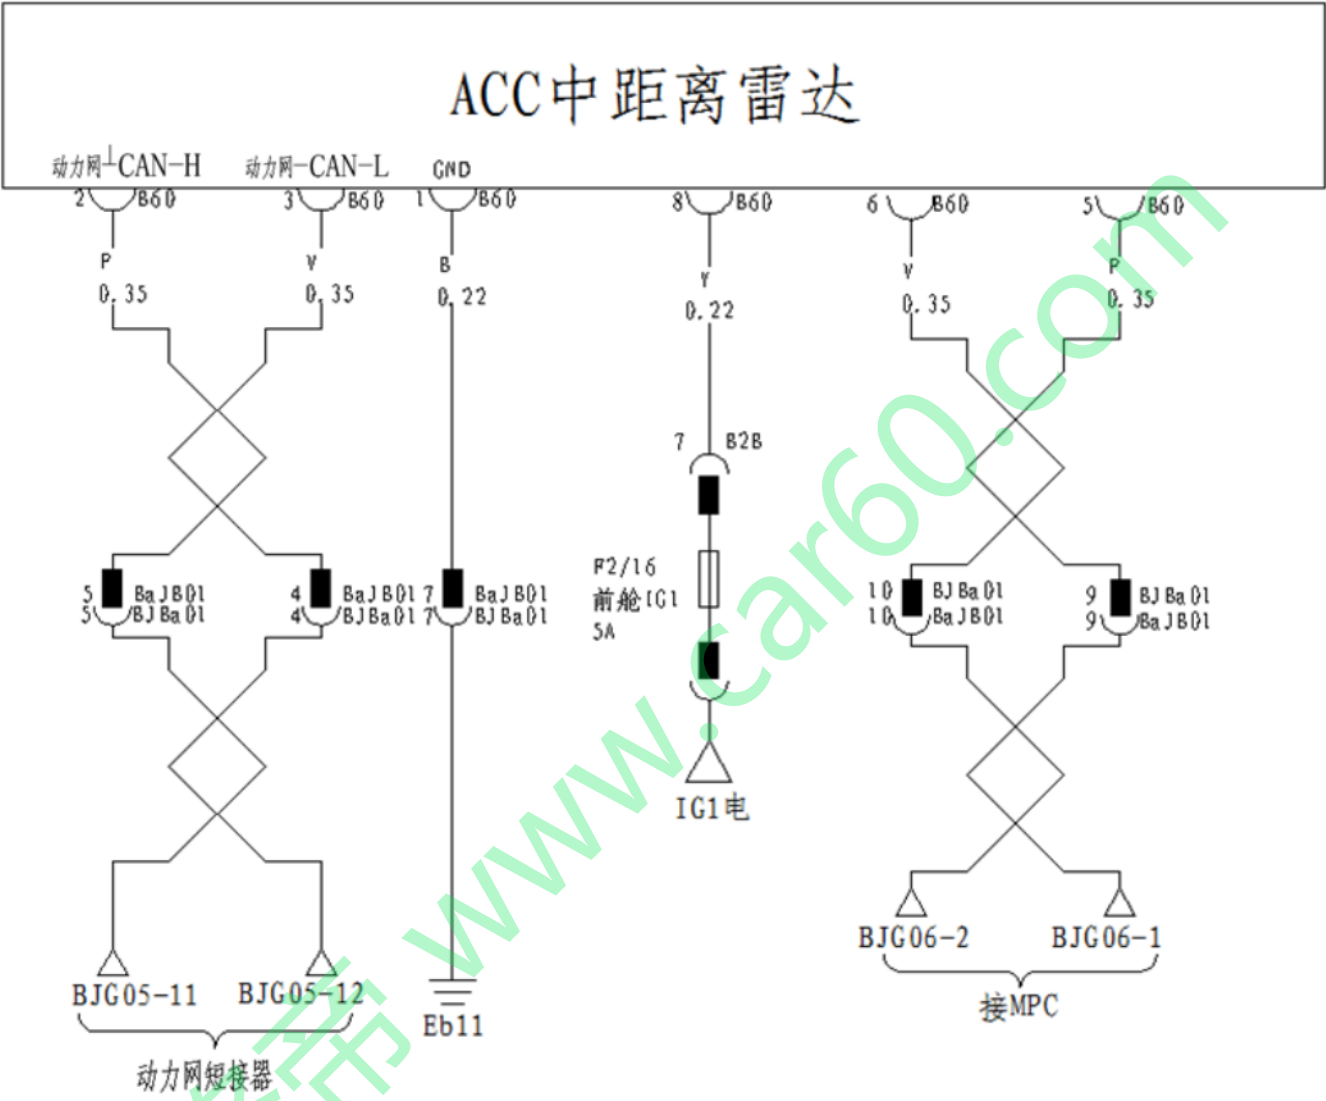 ACC中距离雷达
动力网-CAN-H 动力网-CAN-L GND
2 B60 3 B60 1 B60 8 B60 6 B60 5 B60
P V B Y V P
0.35 0.35 0.22 0.22 0.35 0.35
7 B2B
F2/16
前舱IG1
5A
5 BaJB01 4 BaJB01 7 BaJB01 10 BJBa01 9 BJBa01
5 BJBa01 4 BJBa01 7 BJBa01 10 BaJB01 9 BaJB01
IG1电
BJG06-2 BJG06-1
接MPC
BJG05-11 BJG05-12
Eb11
动力网短接器
帝 www.car60.com